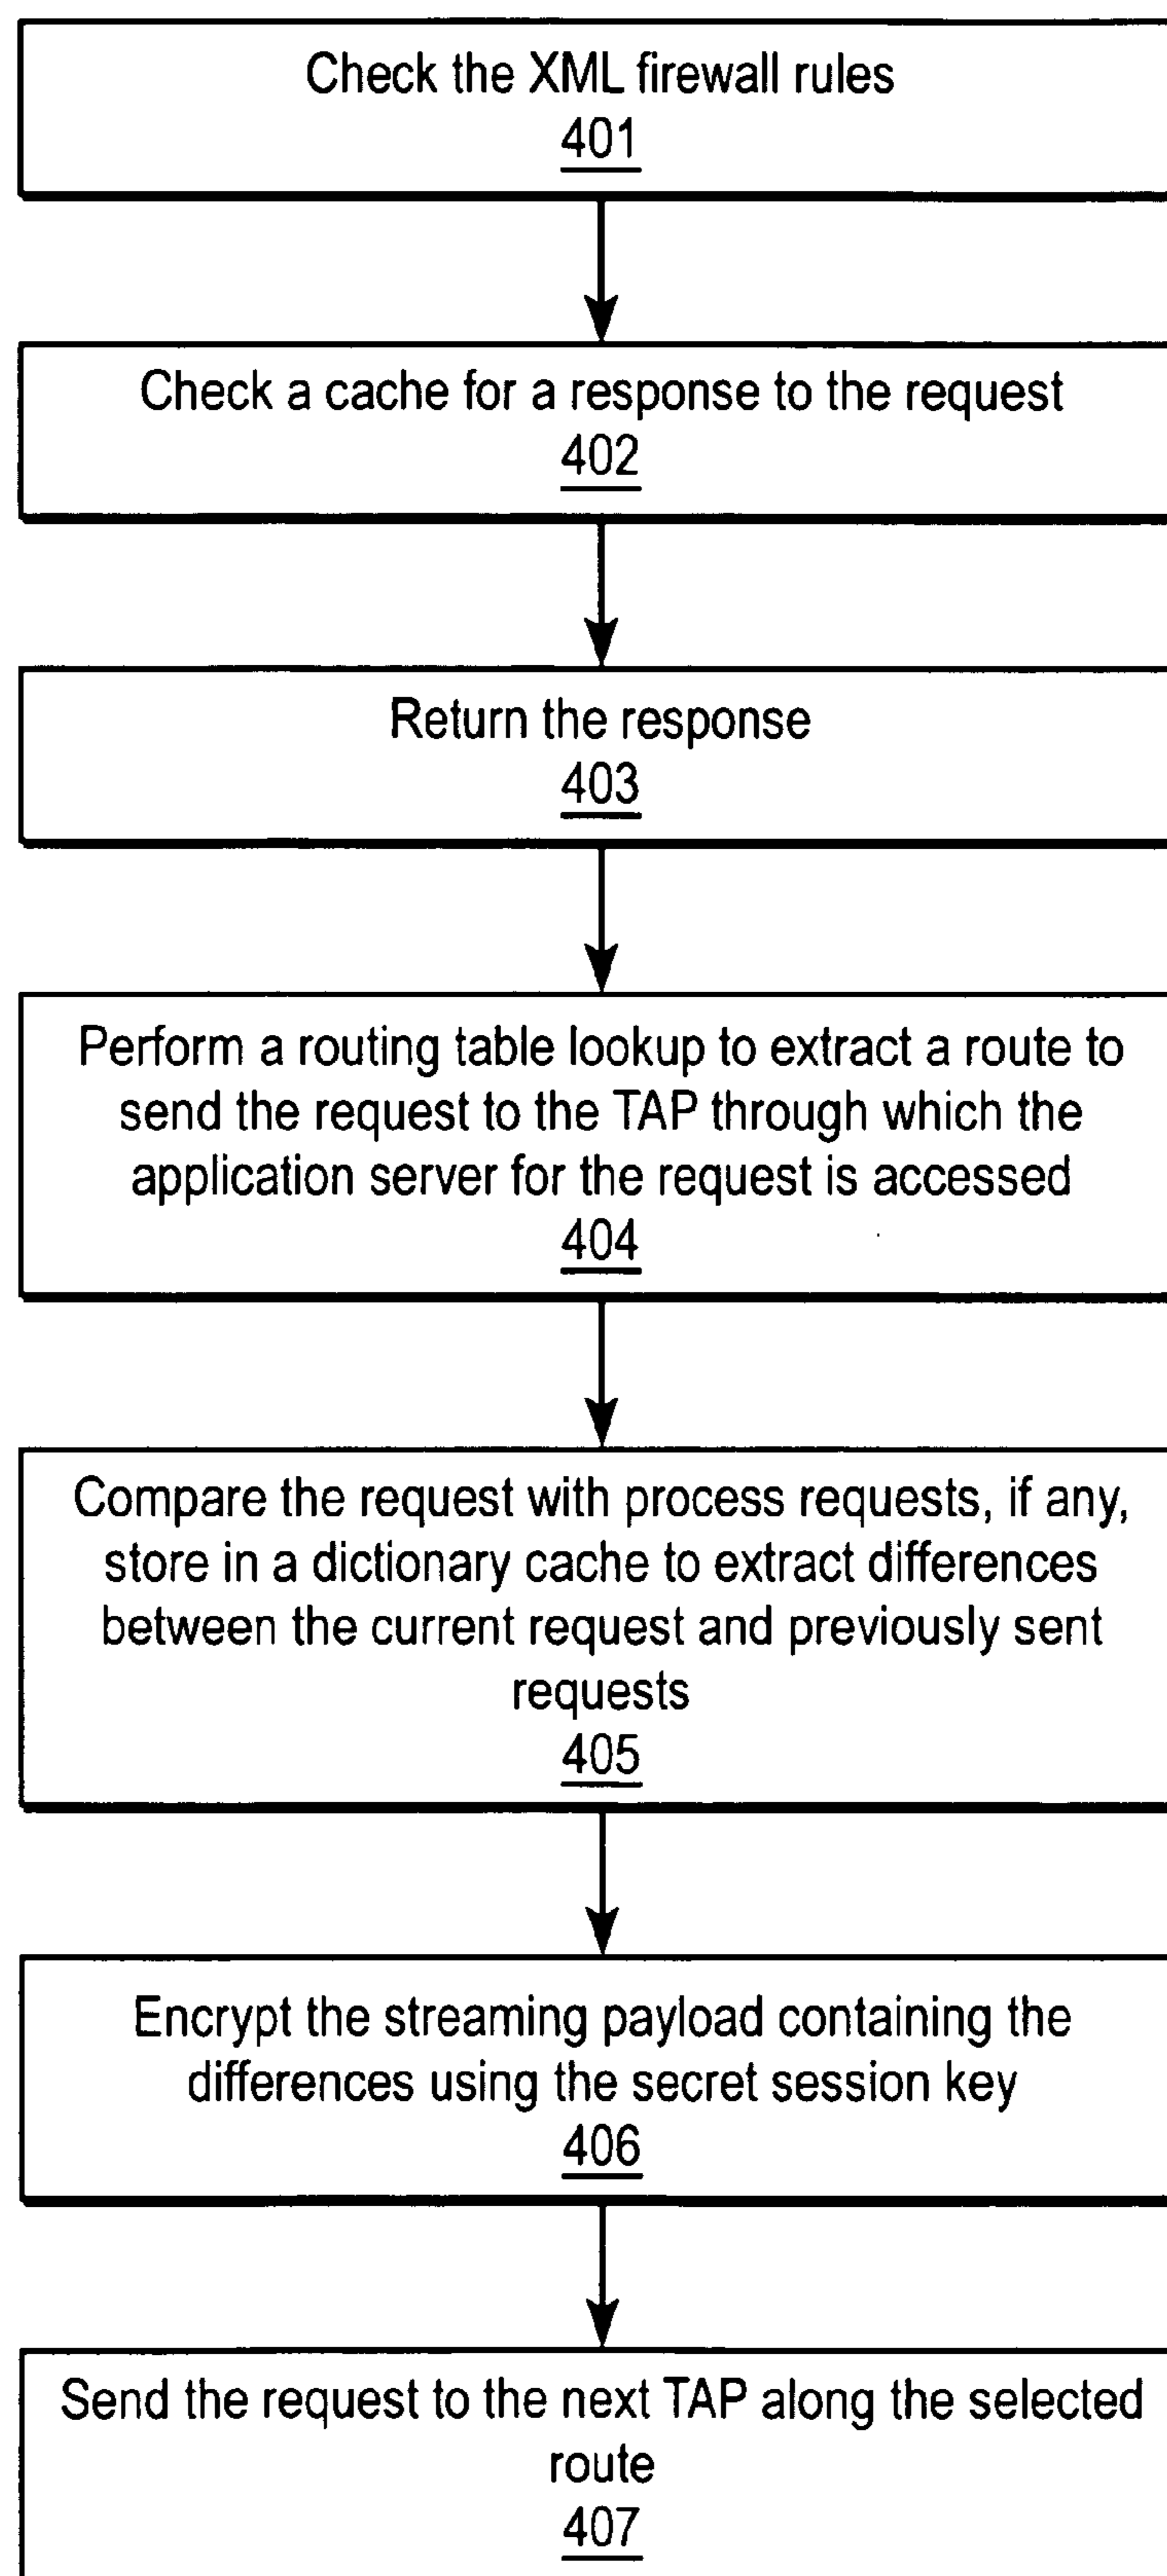 Check the XML firewall rules
401
Check a cache for a response to the request
402
Return the response
403
Perform a routing table lookup to extract a route to
send the request to the TAP through which the
application server for the request is accessed
404
Compare the request with process requests, if any,
store in a dictionary cache to extract differences
between the current request and previously sent
requests
405
Encrypt the streaming payload containing the
differences using the secret session key
406
Send the request to the next TAP along the selected
route
407